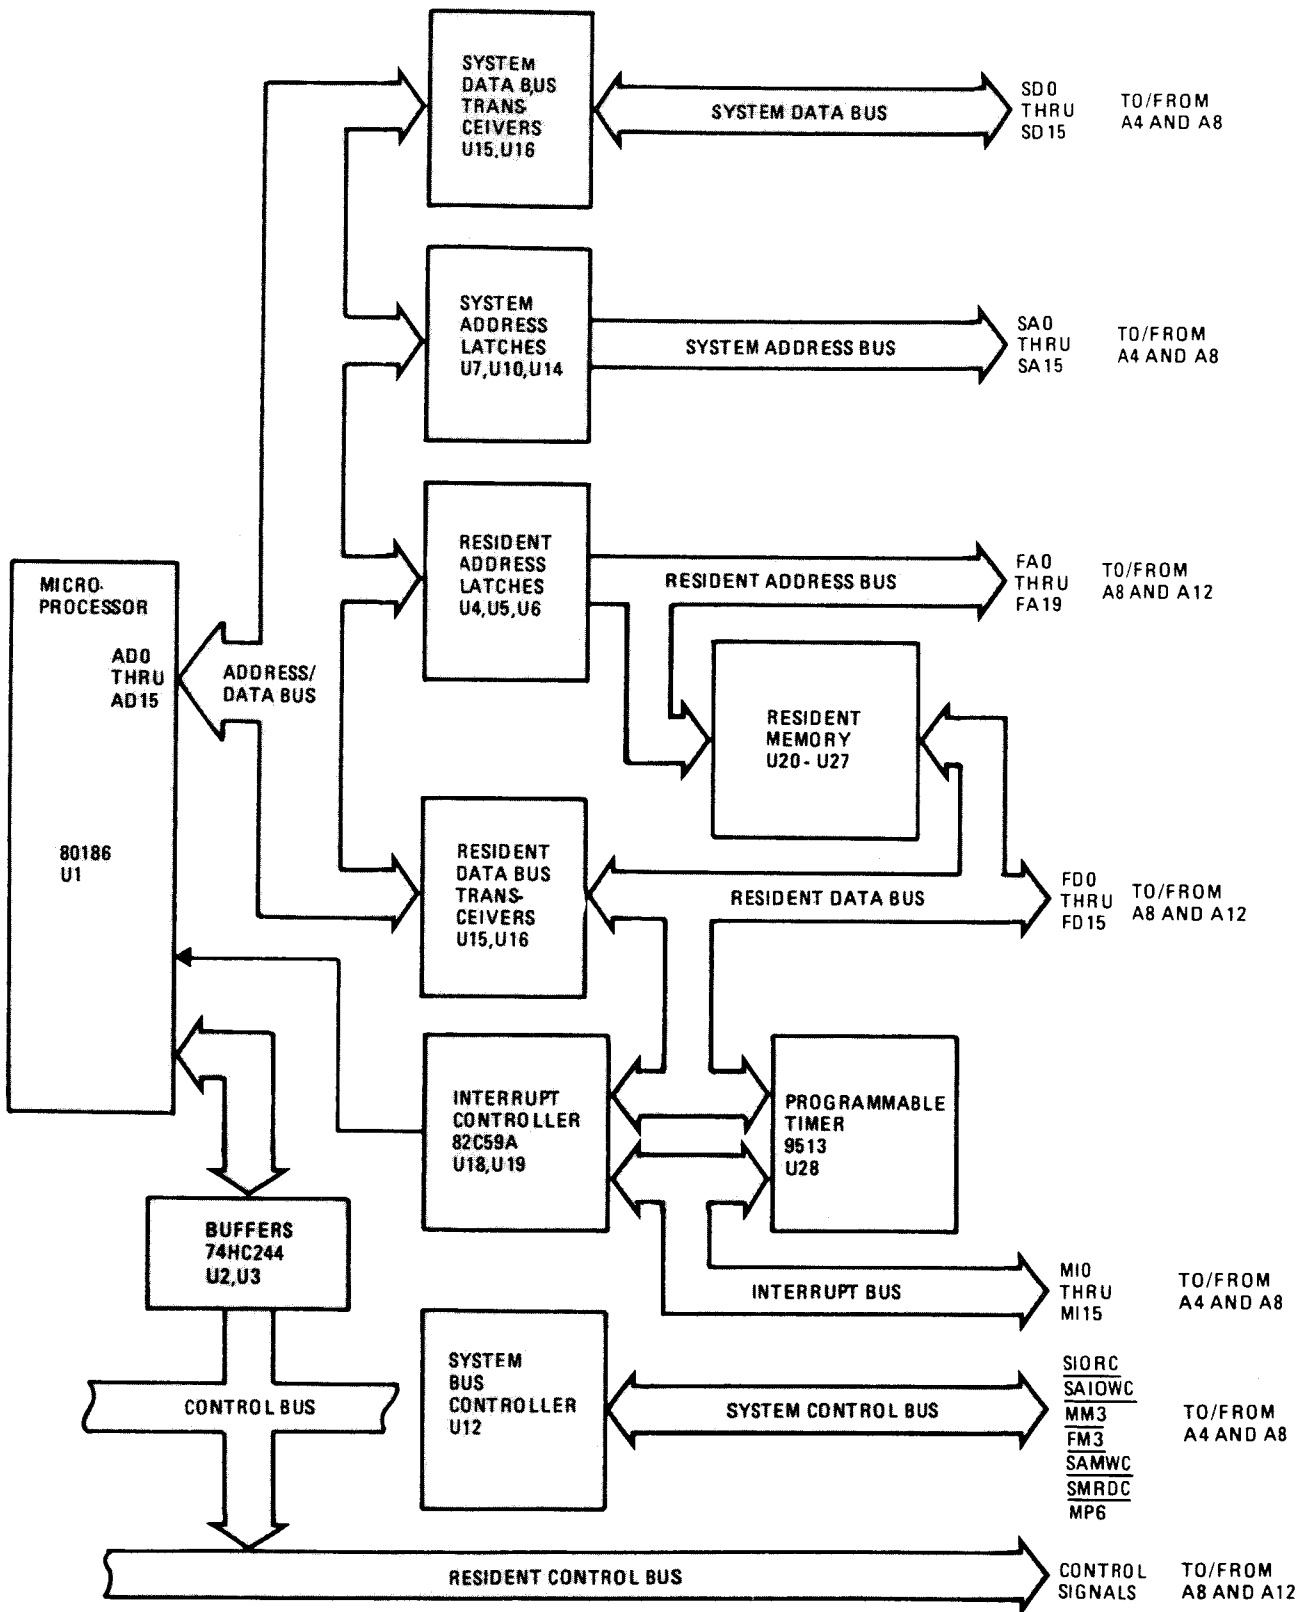 SYSTEM
DATA BUS
TRANS-
CEIVERS
U15,U16
SYSTEM DATA BUS
SD0
THRU
SD15
TO/FROM
A4 AND A8
SYSTEM
ADDRESS
LATCHES
U7,U10,U14
SYSTEM ADDRESS BUS
SA0
THRU
SA15
TO/FROM
A4 AND A8
RESIDENT
ADDRESS
LATCHES
U4,U5,U6
RESIDENT ADDRESS BUS
FA0
THRU
FA19
TO/FROM
A8 AND A12
MICRO-
PROCESSOR
AD0
THRU
AD15
80186
U1
ADDRESS/
DATA BUS
RESIDENT
MEMORY
U20 - U27
RESIDENT
DATA BUS
TRANS-
CEIVERS
U15,U16
RESIDENT DATA BUS
FD0
THRU
FD15
TO/FROM
A8 AND A12
INTERRUPT
CONTROLLER
82C59A
U18,U19
PROGRAMMABLE
TIMER
9513
U28
BUFFERS
74HC244
U2,U3
INTERRUPT BUS
MI0
THRU
MI15
TO/FROM
A4 AND A8
SYSTEM
BUS
CONTROLLER
U12
SYSTEM CONTROL BUS
SIORC
SAIOWC
MM3
FM3
SAMWC
SMRDC
MP6
TO/FROM
A4 AND A8
CONTROL BUS
RESIDENT CONTROL BUS
CONTROL
SIGNALS
TO/FROM
A8 AND A12